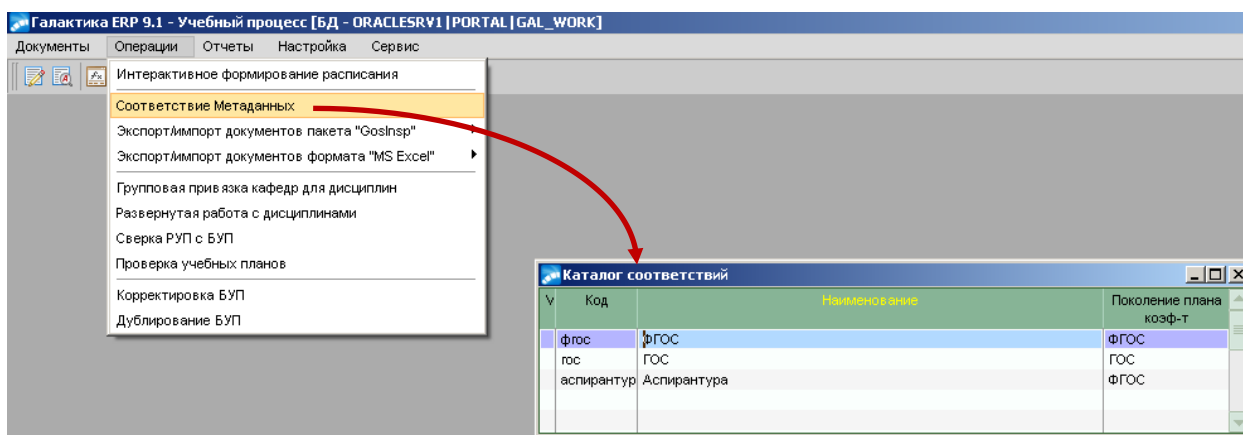 Галактика ERP 9.1 - Учебный процесс [БД - ORACLESRV1|PORTAL|GAL_WORK]
Документы Операции Отчеты Настройка Сервис
Интерактивное формирование расписания
Соответствие Метаданных
Экспорт/импорт документов пакета "GosInsp"
Экспорт/импорт документов формата "MS Excel"
Групповая привязка кафедр для дисциплин
Развернутая работа с дисциплинами
Сверка РУП с БУП
Проверка учебных планов
Корректировка БУП
Дублирование БУП
Каталог соответствий
V Код Наименование Поколение плана
коэф-т
фгос ФГОС ФГОС
гос ГОС ГОС
аспирантур Аспирантура ФГОС